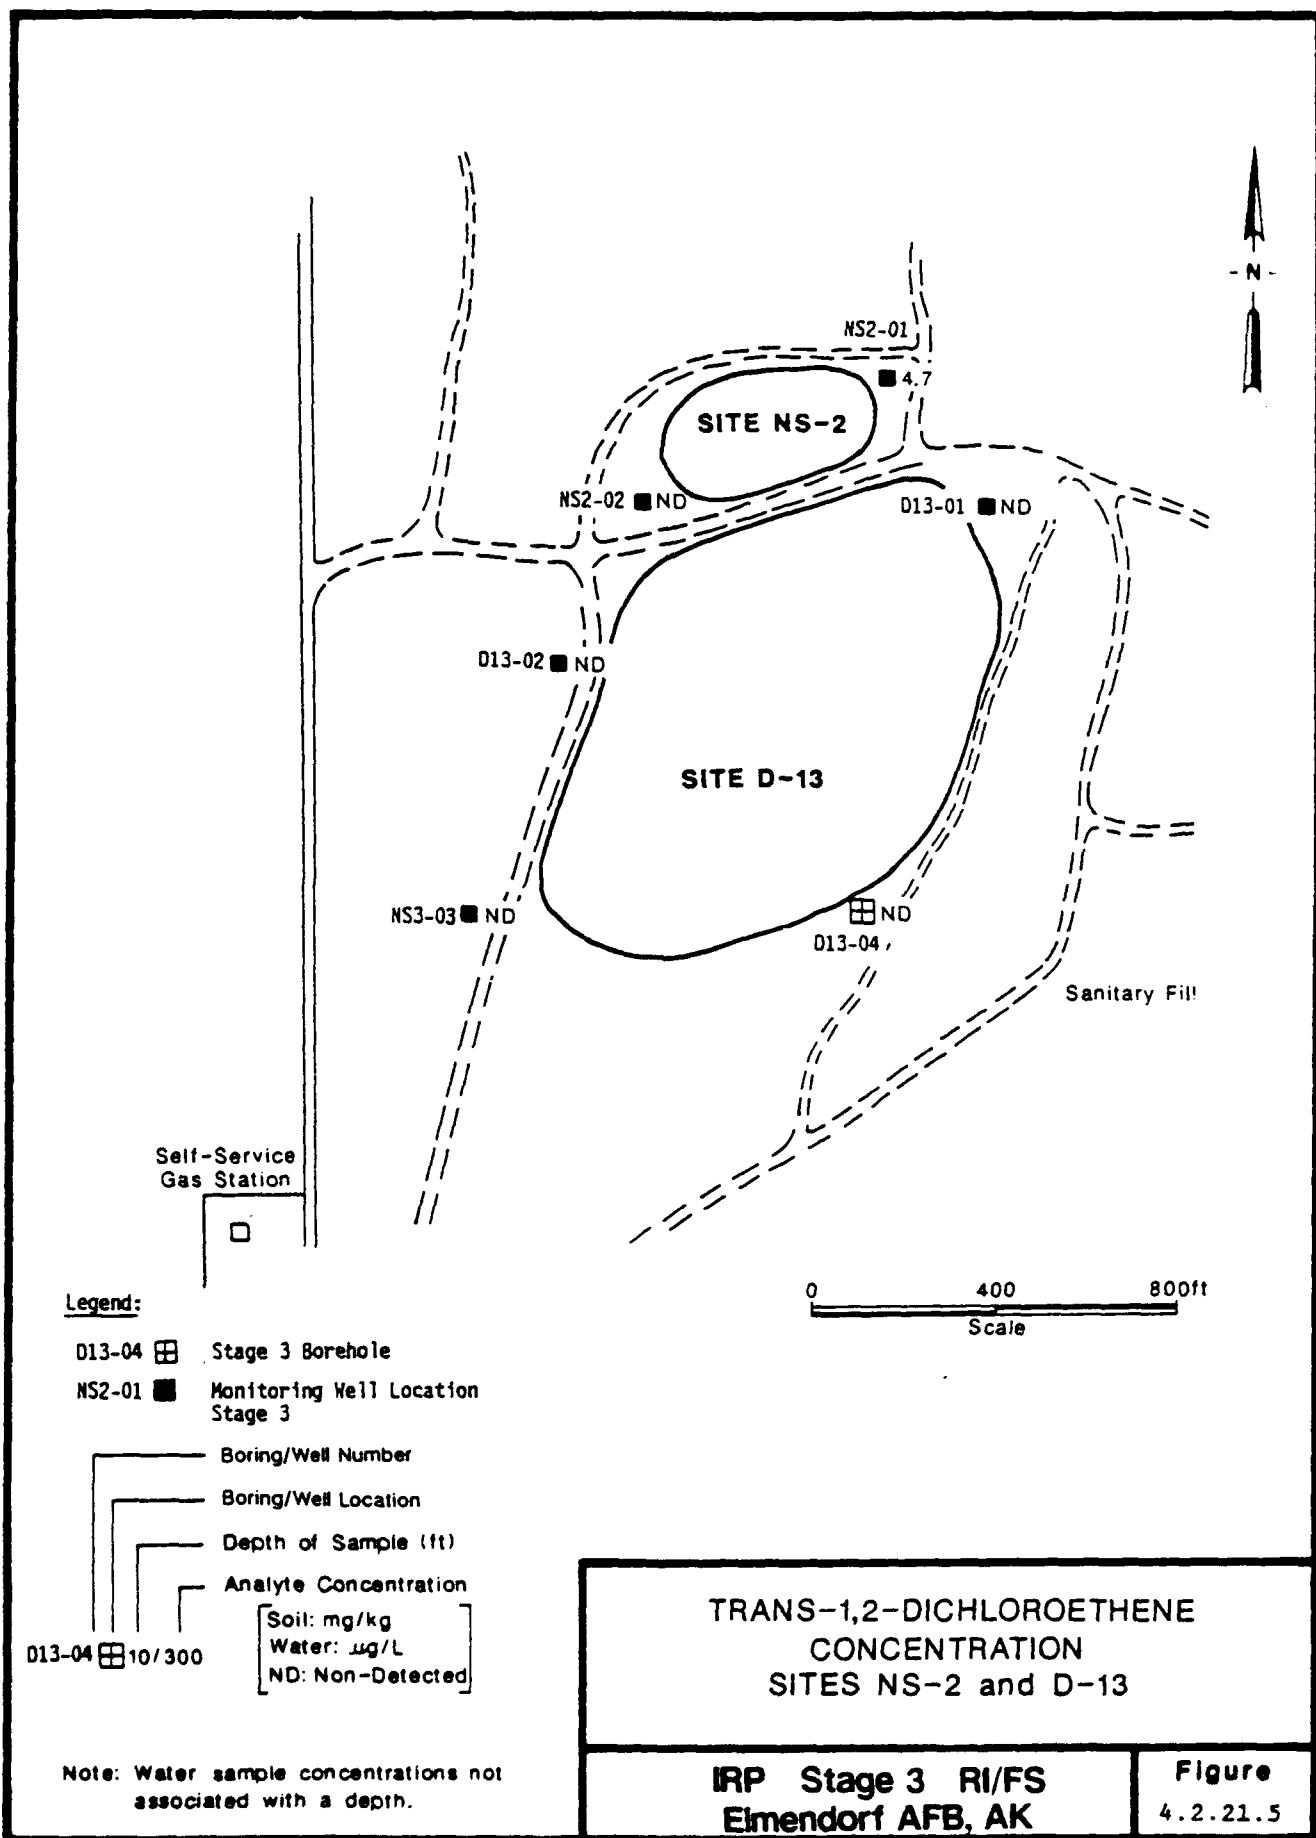 - N -
NS2-01
4.7
SITE NS-2
NS2-02 ND
D13-01 ND
D13-02 ND
SITE D-13
NS3-03 ND
ND
D13-04
Sanitary Fill
Self-Service
Gas Station
0 400 800ft
Scale
Legend:
D13-04 Stage 3 Borehole
NS2-01 Monitoring Well Location
Stage 3
Boring/Well Number
Boring/Well Location
Depth of Sample (ft)
Analyte Concentration
Soil: mg/kg
Water: µg/L
ND: Non-Detected
D13-04 10/300
Note: Water sample concentrations not
associated with a depth.
TRANS-1,2-DICHLOROETHENE
CONCENTRATION
SITES NS-2 and D-13
IRP Stage 3 RI/FS
Elmendorf AFB, AK
Figure
4.2.21.5